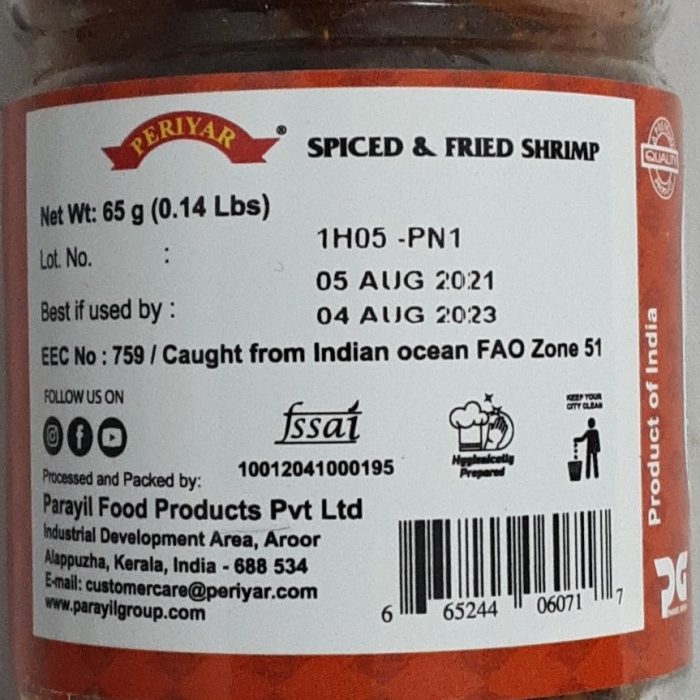 PERIYAR ®
SPICED & FRIED SHRIMP
QUALITY
Net Wt: 65 g (0.14 Lbs)
Lot. No. : 1H05 -PN1
05 AUG 2021
Best if used by : 04 AUG 2023
EEC No : 759 / Caught from Indian ocean FAO Zone 51
FOLLOW US ON
fssai
10012041000195
Hygienically
Prepared
KEEP YOUR
CITY CLEAN
Product of India
Processed and Packed by:
Parayil Food Products Pvt Ltd
Industrial Development Area, Aroor
Alappuzha, Kerala, India - 688 534
E-mail: customercare@periyar.com
www.parayilgroup.com
6 65244 06071 7